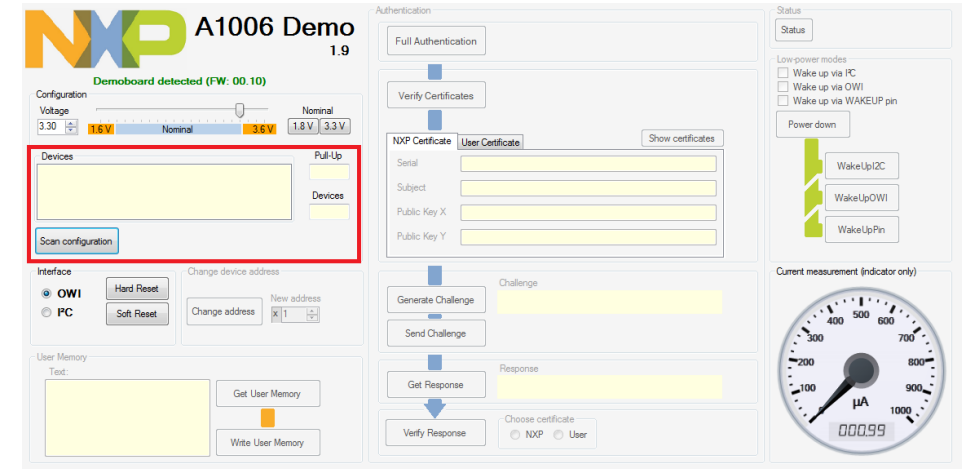 NXP
A1006 Demo
1.9
Demoboard detected (FW: 00.10)
Configuration
Voltage
Nominal
3.30
1.6 V
Nominal
3.6 V
1.8 V
3.3 V
Devices
Pull-Up
Devices
Scan configuration
Interface
OWI
I²C
Hard Reset
Soft Reset
Change device address
Change address
New address
x 1
User Memory
Text:
Get User Memory
Write User Memory
Authentication
Full Authentication
Verify Certificates
NXP Certificate
User Certificate
Show certificates
Serial
Subject
Public Key X
Public Key Y
Generate Challenge
Challenge
Send Challenge
Get Response
Response
Verify Response
Choose certificate
NXP
User
Status
Status
Low-power modes
Wake up via I²C
Wake up via OWI
Wake up via WAKEUP pin
Power down
WakeUpI2C
WakeUpOWI
WakeUpPin
Current measurement (indicator only)
0
100
200
300
400
500
600
700
800
900
1000
µA
000.99